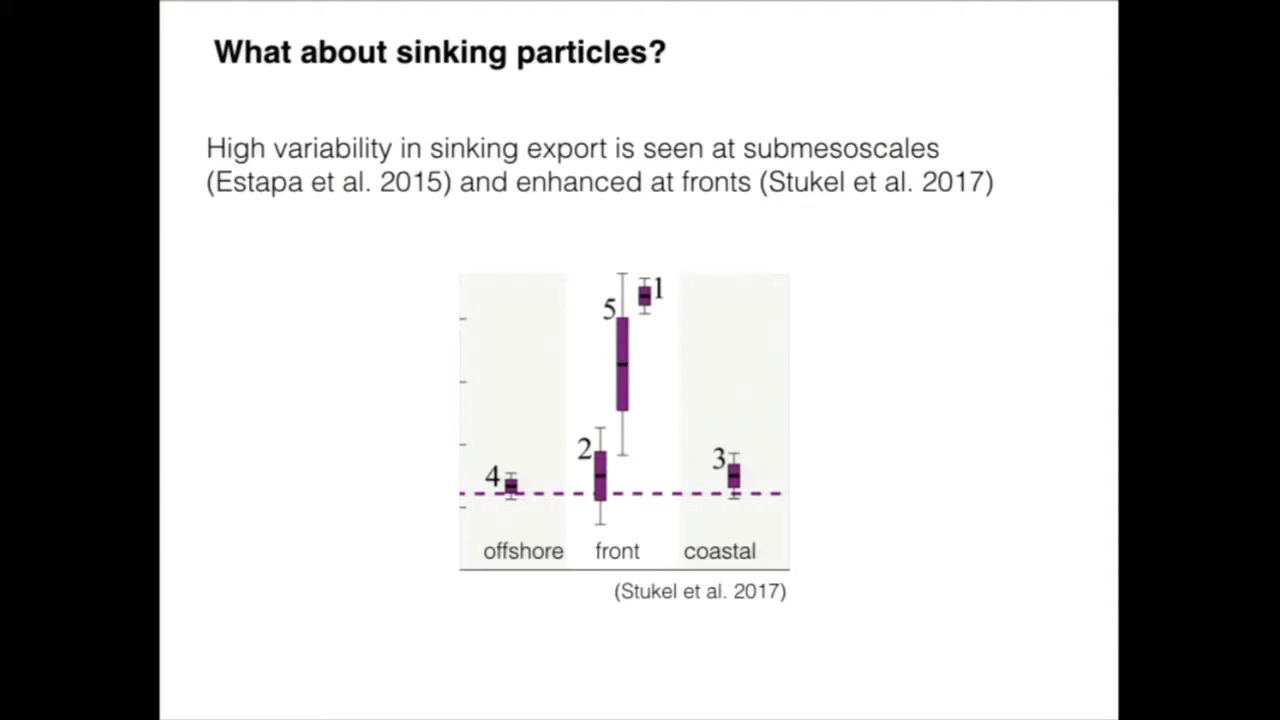 What about sinking particles?
High variability in sinking export is seen at submesoscales
(Estapa et al. 2015) and enhanced at fronts (Stukel et al. 2017)
1
5
2
3
4
offshore front coastal
(Stukel et al. 2017)